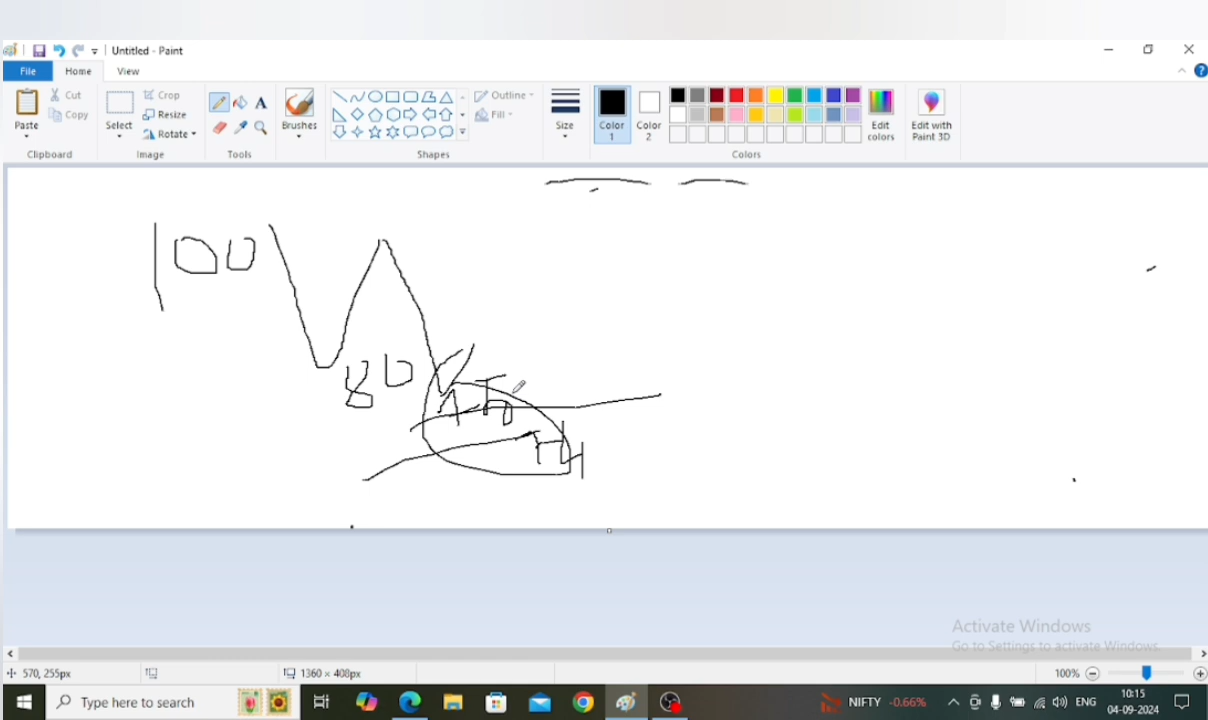 Untitled - Paint
File Home View
Paste Cut Copy Clipboard
Select Crop Resize Rotate Image
Tools
Brushes
Outline Fill Shapes
Size
Color 1 Color 2 Edit colors Colors
Edit with Paint 3D
100
80
Activate Windows
Go to Settings to activate Windows.
570, 255px 1360 × 408px 100%
Type here to search NIFTY -0.66% ENG 10:15
04-09-2024